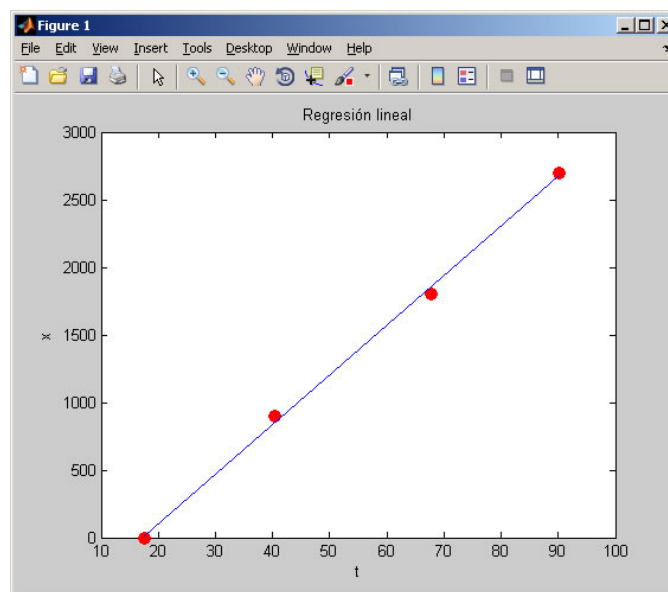 Figure 1
File Edit View Insert Tools Desktop Window Help
Regresión lineal
3000
2500
2000
1500
1000
500
0
x
10 20 30 40 50 60 70 80 90 100
t